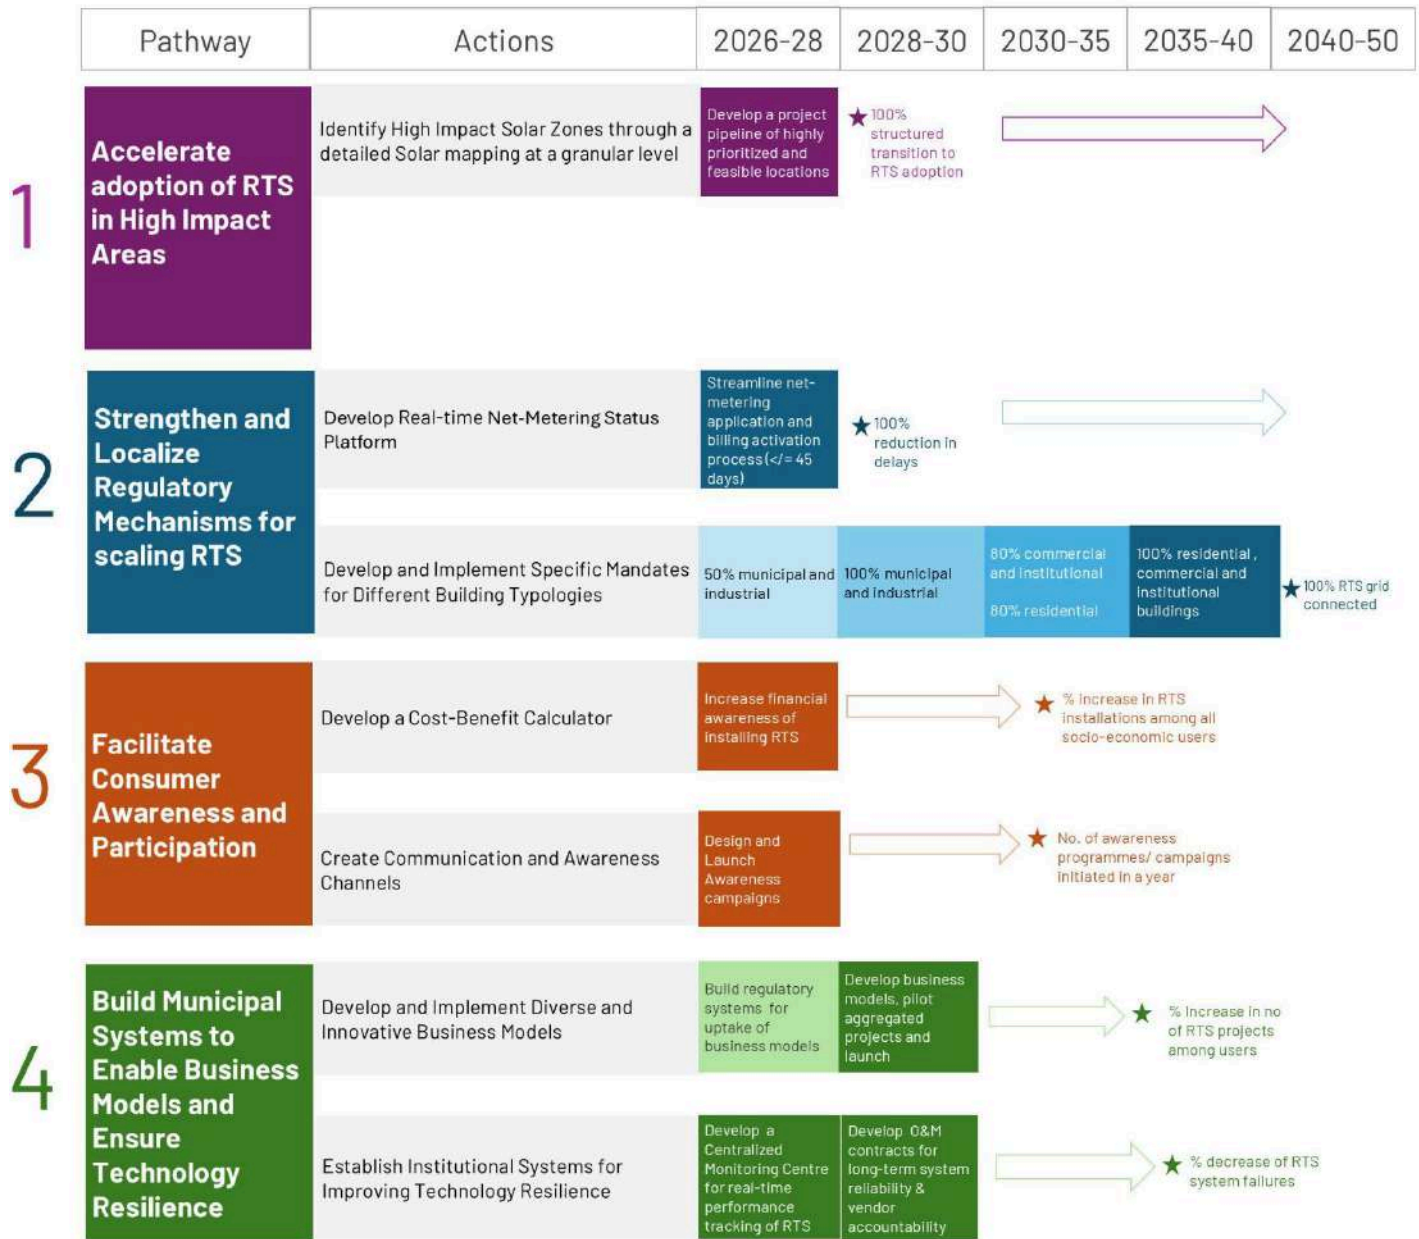 Pathway
Actions
2026-28
2028-30
2030-35
2035-40
2040-50
1
Accelerate
adoption of RTS
in High Impact
Areas
Identify High Impact Solar Zones through a
detailed Solar mapping at a granular level
Develop a project
pipeline of highly
prioritized and
feasible locations
100%
structured
transition to
RTS adoption
2
Strengthen and
Localize
Regulatory
Mechanisms for
scaling RTS
Develop Real-time Net-Metering Status
Platform
Streamline net-
metering
application and
billing activation
process (</= 45
days)
100%
reduction in
delays
Develop and Implement Specific Mandates
for Different Building Typologies
50% municipal and
industrial
100% municipal
and industrial
80% commercial
and institutional
80% residential
100% residential ,
commercial and
institutional
buildings
100% RTS grid
connected
3
Facilitate
Consumer
Awareness and
Participation
Develop a Cost-Benefit Calculator
Increase financial
awareness of
installing RTS
% increase in RTS
installations among all
socio-economic users
Create Communication and Awareness
Channels
Design and
Launch
Awareness
campaigns
No. of awareness
programmes/ campaigns
initiated in a year
4
Build Municipal
Systems to
Enable Business
Models and
Ensure
Technology
Resilience
Develop and Implement Diverse and
Innovative Business Models
Build regulatory
systems for
uptake of
business models
Develop business
models, pilot
aggregated
projects and
launch
% increase in no
of RTS projects
among users
Establish Institutional Systems for
Improving Technology Resilience
Develop a
Centralized
Monitoring Centre
for real-time
performance
tracking of RTS
Develop O&M
contracts for
long-term system
reliability &
vendor
accountability
% decrease of RTS
system failures